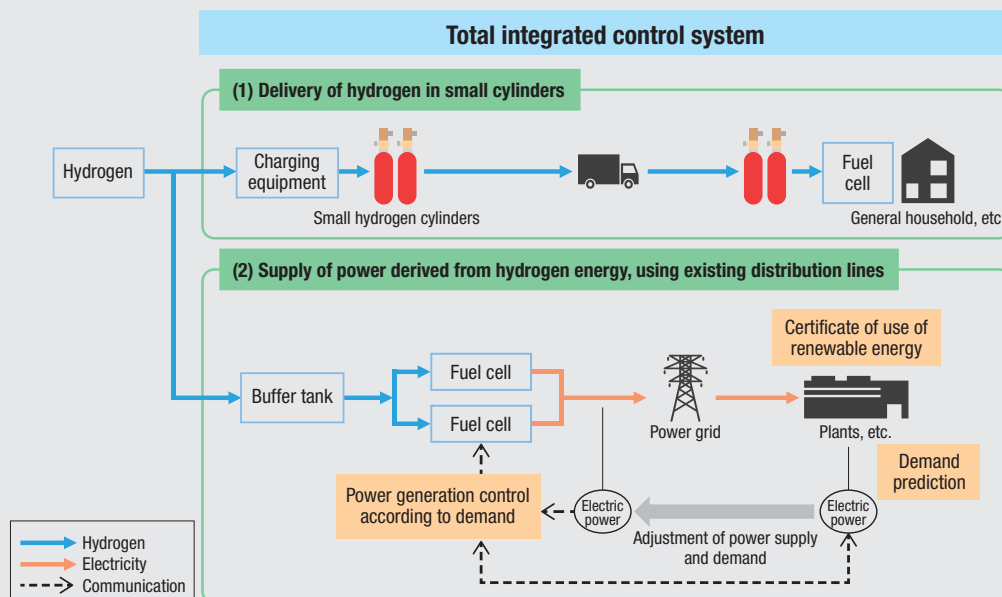 Total integrated control system
(1) Delivery of hydrogen in small cylinders
Hydrogen
Charging
equipment
Small hydrogen cylinders
Fuel
cell
General household, etc
(2) Supply of power derived from hydrogen energy, using existing distribution lines
Certificate of use of
renewable energy
Buffer tank
Fuel cell
Fuel cell
Power grid
Plants, etc.
Demand
prediction
Power generation control
according to demand
Electric
power
Electric
power
Adjustment of power supply
and demand
Hydrogen
Electricity
Communication